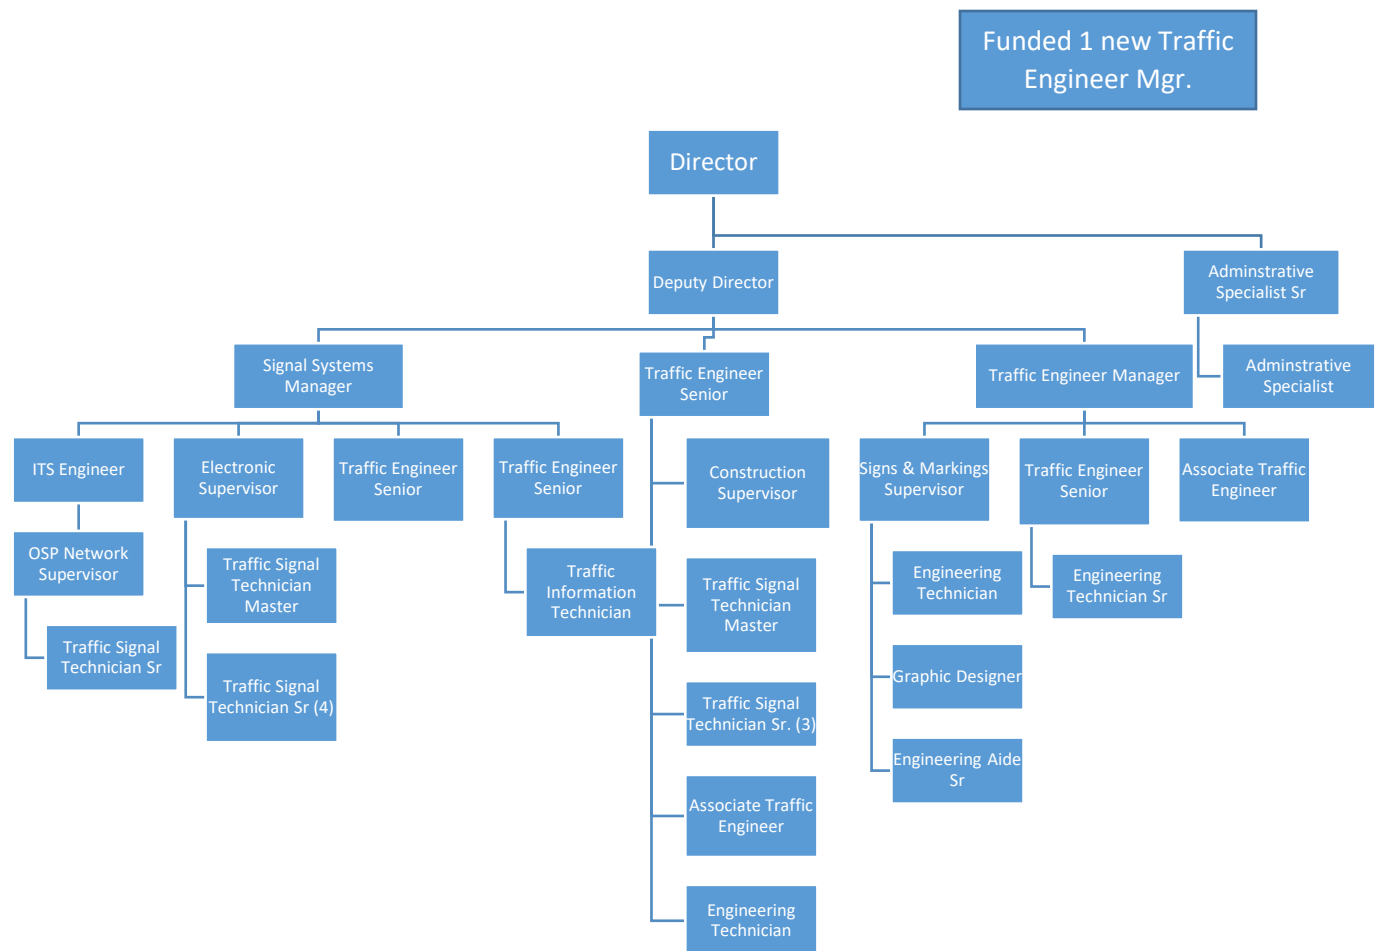 Funded 1 new Traffic
Engineer Mgr.
Director
Deputy Director
Adminstrative
Specialist Sr
Signal Systems
Manager
Traffic Engineer
Senior
Traffic Engineer Manager
Adminstrative
Specialist
ITS Engineer
Electronic
Supervisor
Traffic Engineer
Senior
Traffic Engineer
Senior
Construction
Supervisor
Signs & Markings
Supervisor
Traffic Engineer
Senior
Associate Traffic
Engineer
OSP Network
Supervisor
Traffic Signal
Technician
Master
Traffic
Information
Technician
Traffic Signal
Technician
Master
Engineering
Technician
Engineering
Technician Sr
Traffic Signal
Technician Sr
Traffic Signal
Technician Sr (4)
Traffic Signal
Technician Sr. (3)
Graphic Designer
Engineering Aide
Sr
Associate Traffic
Engineer
Engineering
Technician